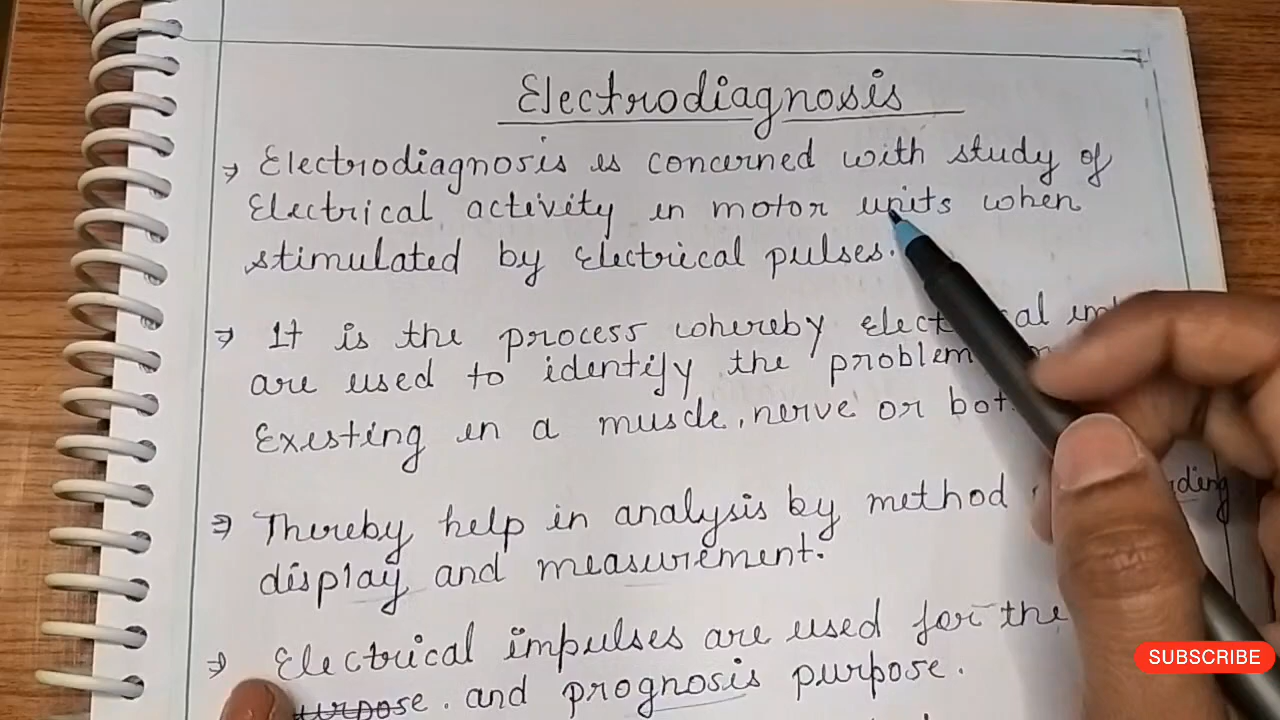 Electrodiagnosis
→ Electrodiagnosis is concerned with study of
Electrical activity in motor units when
stimulated by Electrical pulses.
→ It is the process whereby
are used to identify the problem
Existing in a muscle, nerve or
⇒ Thereby help in analysis by method
display and measurement.
→ Electrical impulses are used for the
and prognosis purpose.
SUBSCRIBE